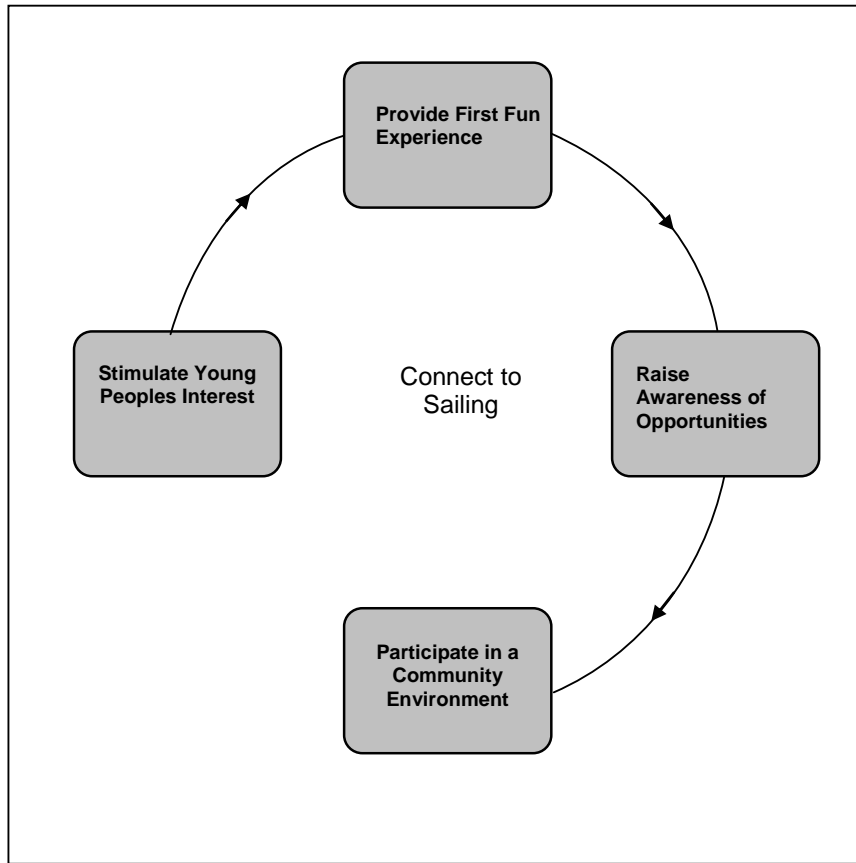 Provide First Fun
Experience
Stimulate Young
Peoples Interest
Connect to
Sailing
Raise
Awareness of
Opportunities
Participate in a
Community
Environment